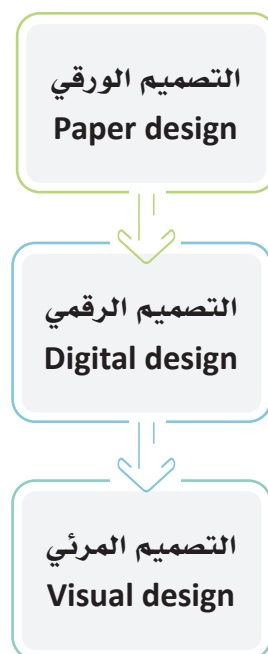 التصميم الورقي
Paper design
التصميم الرقمي
Digital design
التصميم المرئي
Visual design